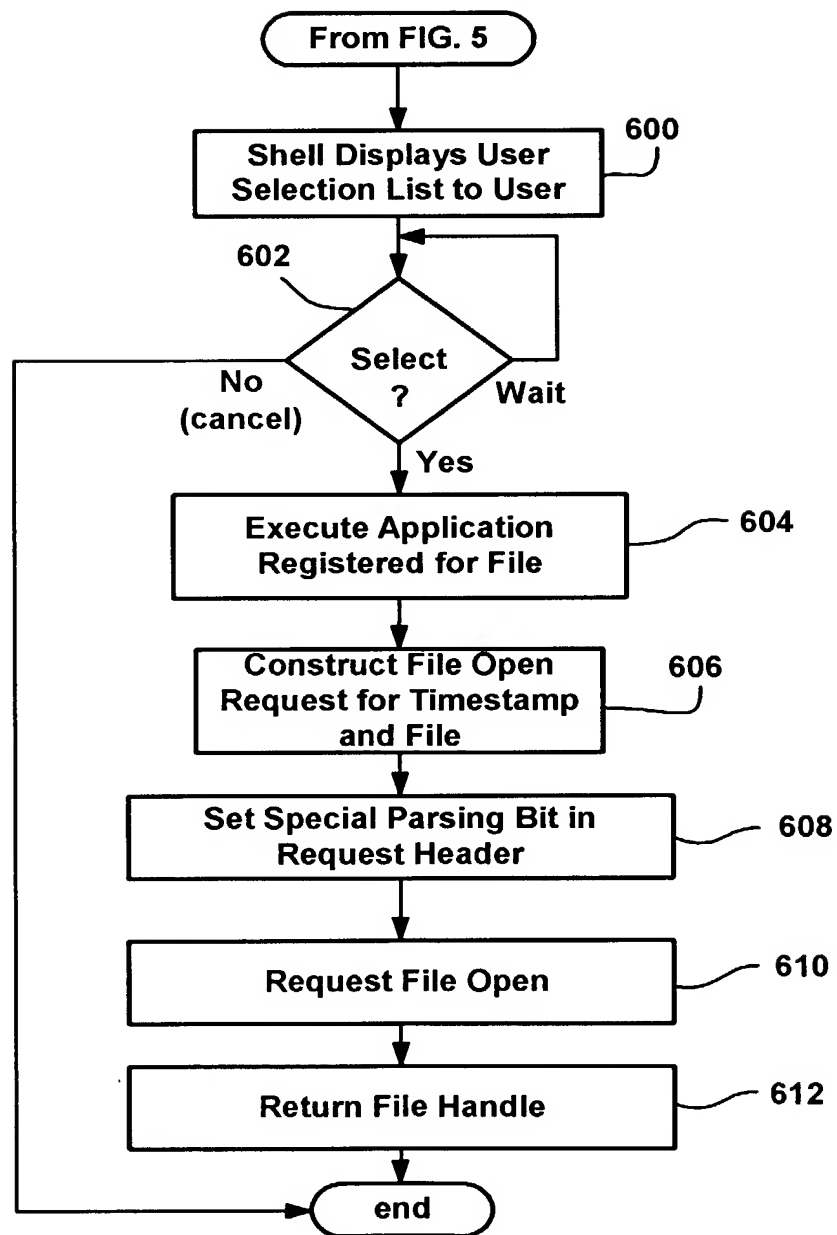 From FIG. 5
600
Shell Displays User
Selection List to User
602
Select
?
No
(cancel)
Wait
Yes
Execute Application
Registered for File
604
Construct File Open
Request for Timestamp
and File
606
Set Special Parsing Bit in
Request Header
608
Request File Open
610
Return File Handle
612
end